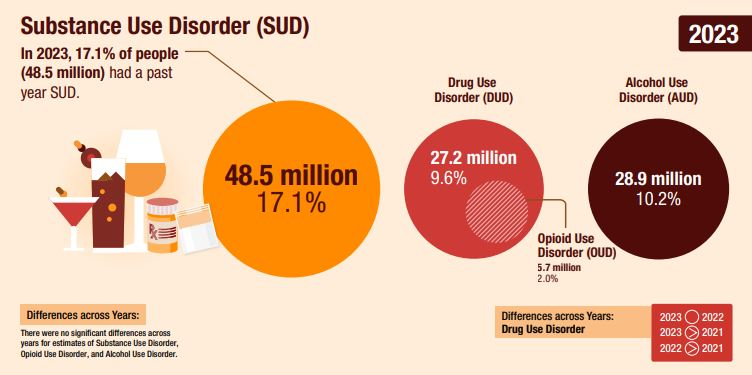 Substance Use Disorder (SUD)
2023
In 2023, 17.1% of people
(48.5 million) had a past
year SUD.
48.5 million
17.1%
Rx
Drug Use
Disorder (DUD)
27.2 million
9.6%
Opioid Use
Disorder (OUD)
5.7 million
2.0%
Alcohol Use
Disorder (AUD)
28.9 million
10.2%
Differences across Years:
There were no significant differences across
years for estimates of Substance Use Disorder,
Opioid Use Disorder, and Alcohol Use Disorder.
Differences across Years:
Drug Use Disorder
2023 2022
2023 > 2021
2022 > 2021